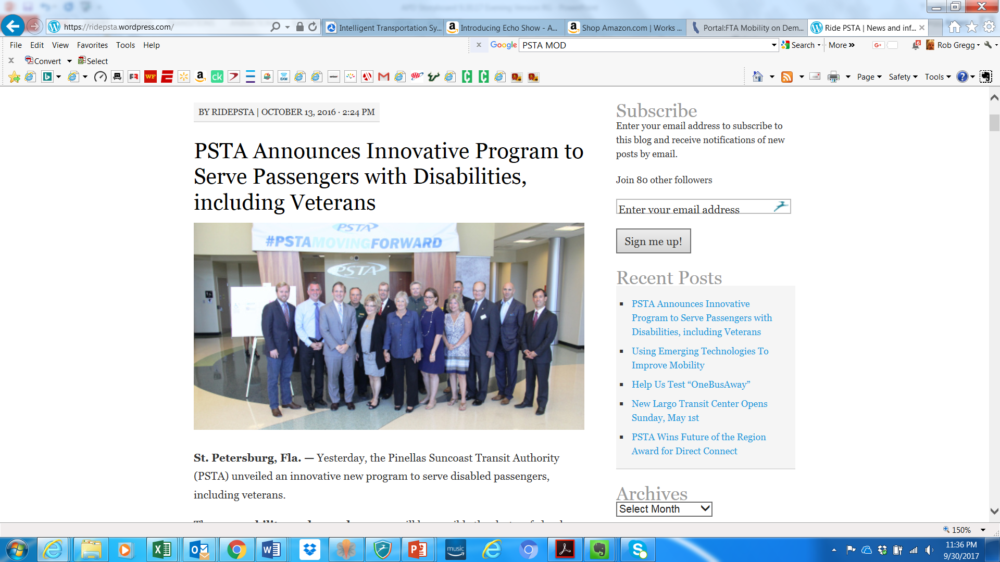 https://ridepsta.wordpress.com/
Intelligent Transportation Sy...
Introducing Echo Show - A...
Shop Amazon.com | Works ...
Portal:FTA Mobility on Dem...
Ride PSTA | News and inf...
File Edit View Favorites Tools Help
Google PSTA MOD Search More » Rob Gregg
Convert Select
Page Safety Tools
BY RIDEPSTA | OCTOBER 13, 2016 · 2:24 PM
PSTA Announces Innovative Program to
Serve Passengers with Disabilities,
including Veterans
PSTA
#PSTAMOVINGFORWARD
PSTA
St. Petersburg, Fla. — Yesterday, the Pinellas Suncoast Transit Authority
(PSTA) unveiled an innovative new program to serve disabled passengers,
including veterans.
Subscribe
Enter your email address to subscribe to
this blog and receive notifications of new
posts by email.
Join 80 other followers
Enter your email address
Sign me up!
Recent Posts
PSTA Announces Innovative
Program to Serve Passengers with
Disabilities, including Veterans
Using Emerging Technologies To
Improve Mobility
Help Us Test “OneBusAway”
New Largo Transit Center Opens
Sunday, May 1st
PSTA Wins Future of the Region
Award for Direct Connect
Archives
Select Month
150%
music
11:36 PM
9/30/2017